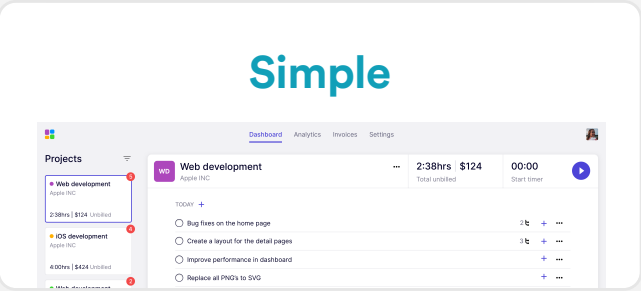 Simple
Dashboard Analytics Invoices Settings
Projects
5
Web development
Apple INC
2:38hrs | $124 Unbilled
4
iOS development
Apple INC
4:00hrs | $424 Unbilled
2
Web development
WD
Web development
Apple INC
2:38hrs | $124
Total unbilled
00:00
Start timer
TODAY +
Bug fixes on the home page 2
Create a layout for the detail pages 3
Improve performance in dashboard
Replace all PNG's to SVG